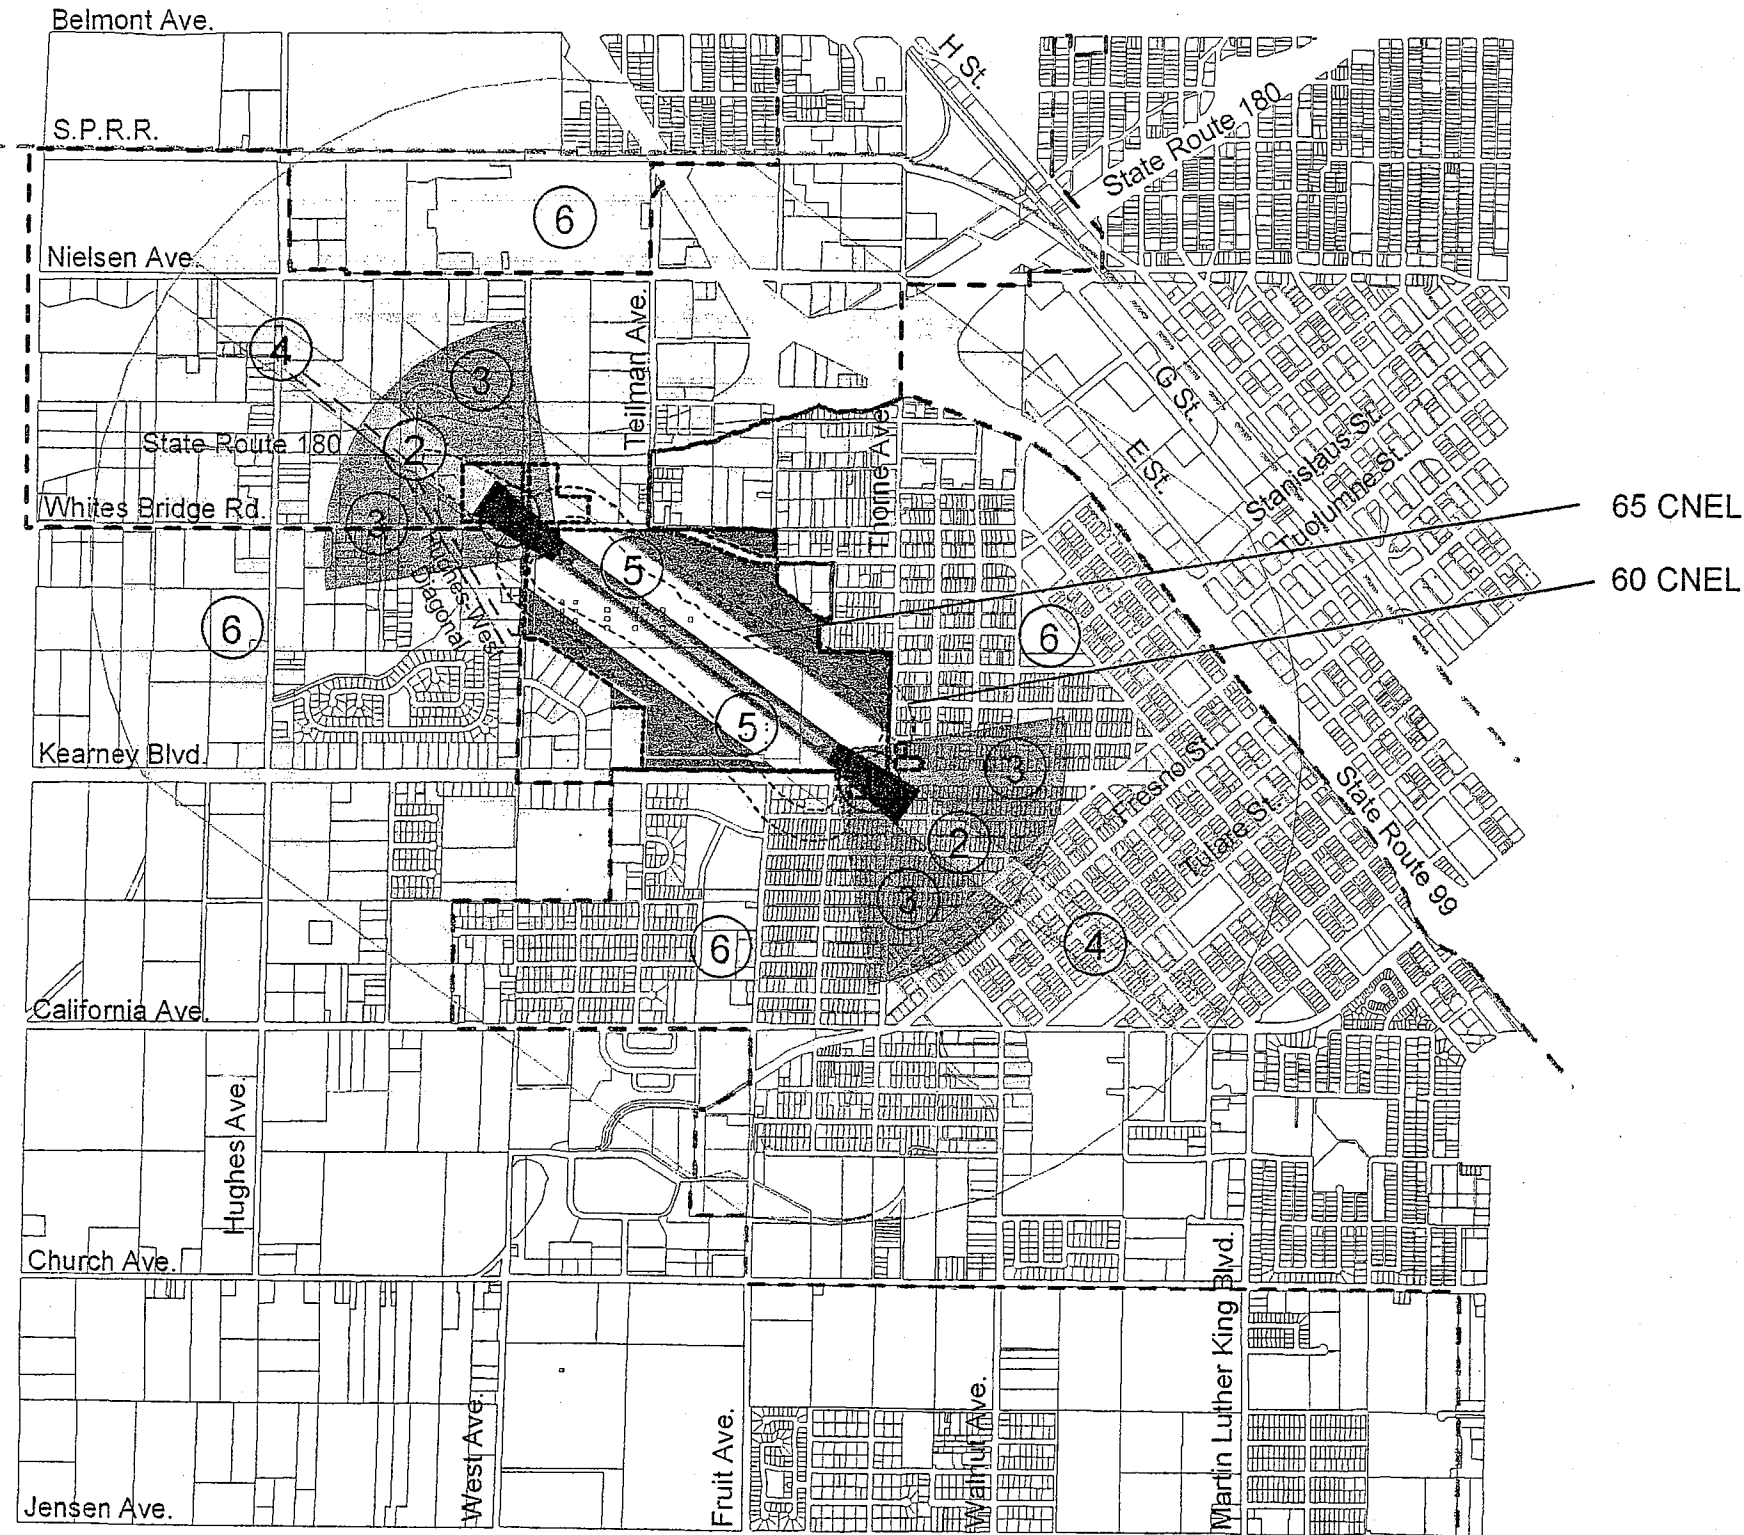 Belmont Ave.
H St.
S.P.R.R.
State Route 180
6
Nielsen Ave.
4
3
Teilman Ave.
G St.
State Route 180
2
Thorne Ave.
E St.
Stanislaus St.
Tuolumne St.
Whites Bridge Rd.
3
65 CNEL
5
60 CNEL
Hughes-West
Diagonal
6
6
5
Kearney Blvd.
3
Fresno St.
2
Tulare St.
State Route 99
3
6
4
California Ave.
Hughes Ave.
Church Ave.
Martin Luther King Blvd.
West Ave.
Fruit Ave.
Walnut Ave.
Jensen Ave.